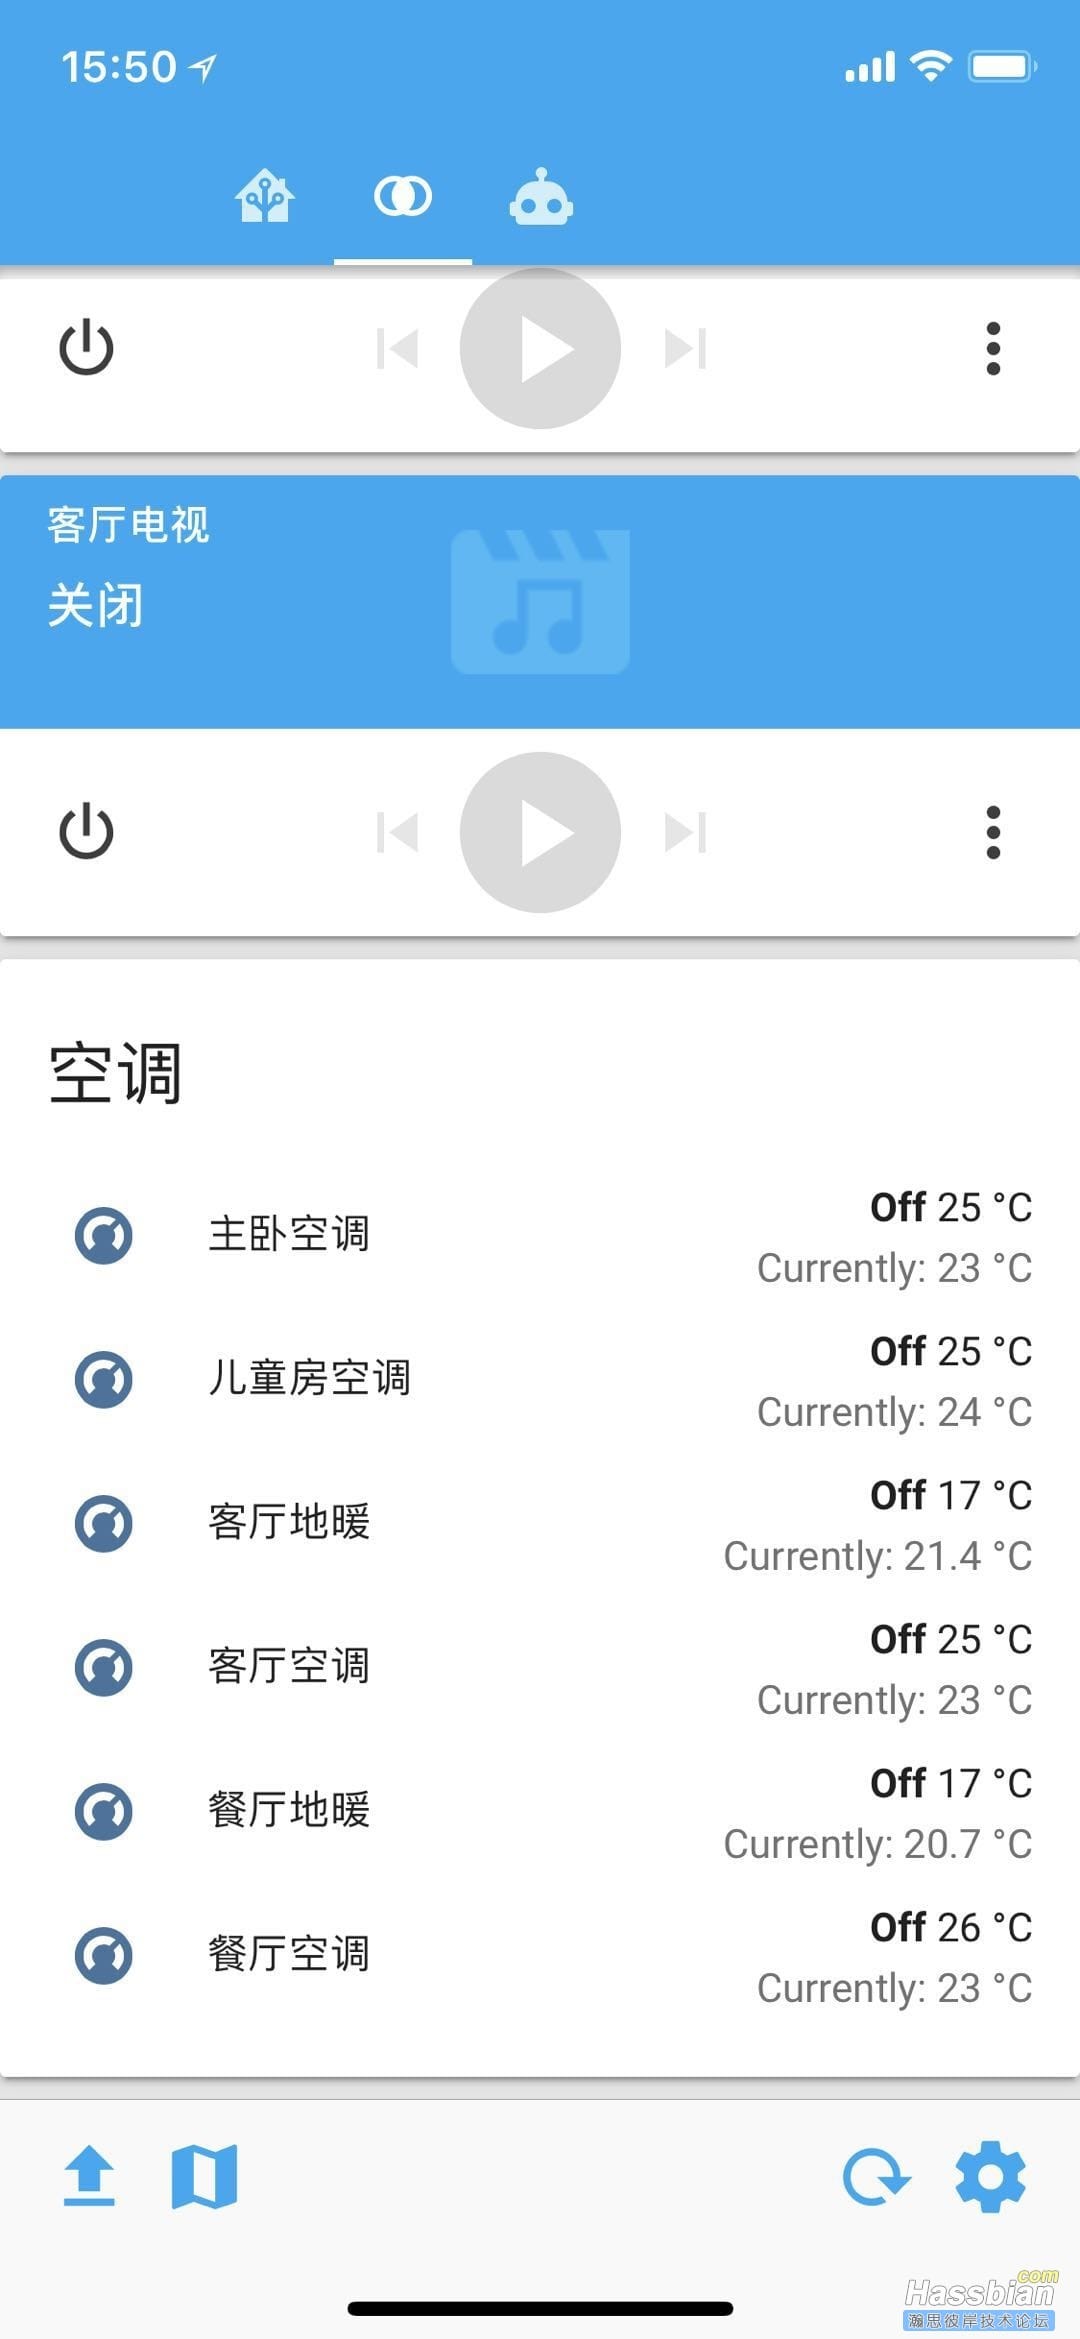 15:50
客厅电视
关闭
空调
主卧空调
Off 25 °C
Currently: 23 °C
儿童房空调
Off 25 °C
Currently: 24 °C
客厅地暖
Off 17 °C
Currently: 21.4 °C
客厅空调
Off 25 °C
Currently: 23 °C
餐厅地暖
Off 17 °C
Currently: 20.7 °C
餐厅空调
Off 26 °C
Currently: 23 °C
.com
Hassbian
瀚思彼岸技术论坛